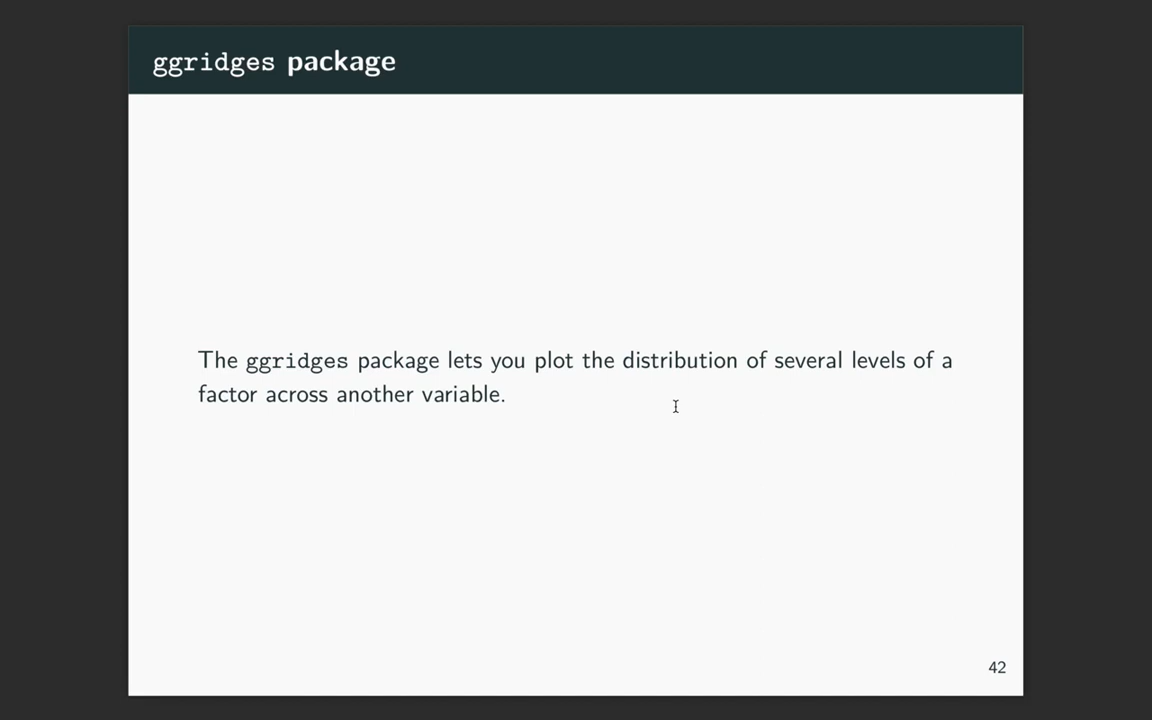 ggridges package
The ggridges package lets you plot the distribution of several levels of a
factor across another variable.
42